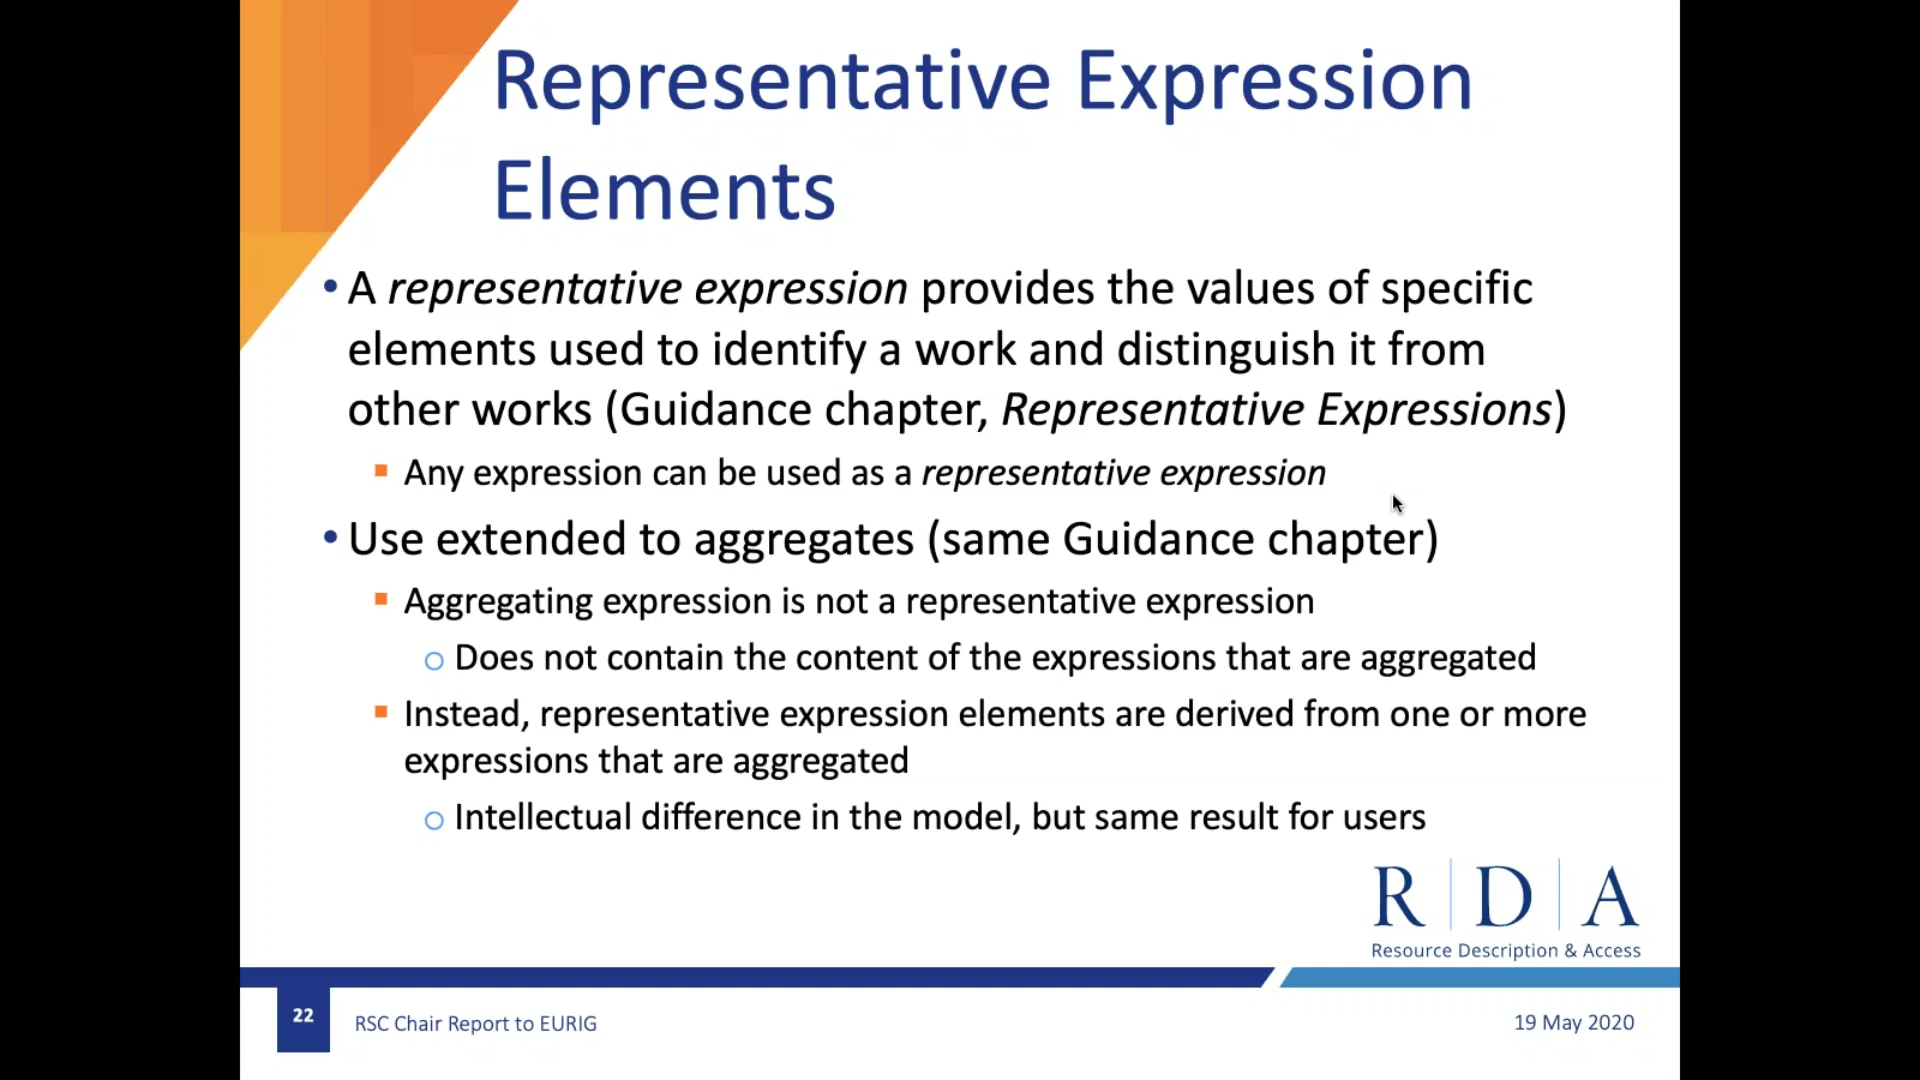 Representative Expression
Elements
• A representative expression provides the values of specific
elements used to identify a work and distinguish it from
other works (Guidance chapter, Representative Expressions)
▪ Any expression can be used as a representative expression
• Use extended to aggregates (same Guidance chapter)
▪ Aggregating expression is not a representative expression
○ Does not contain the content of the expressions that are aggregated
▪ Instead, representative expression elements are derived from one or more
expressions that are aggregated
○ Intellectual difference in the model, but same result for users
R D A
Resource Description & Access
22
RSC Chair Report to EURIG
19 May 2020